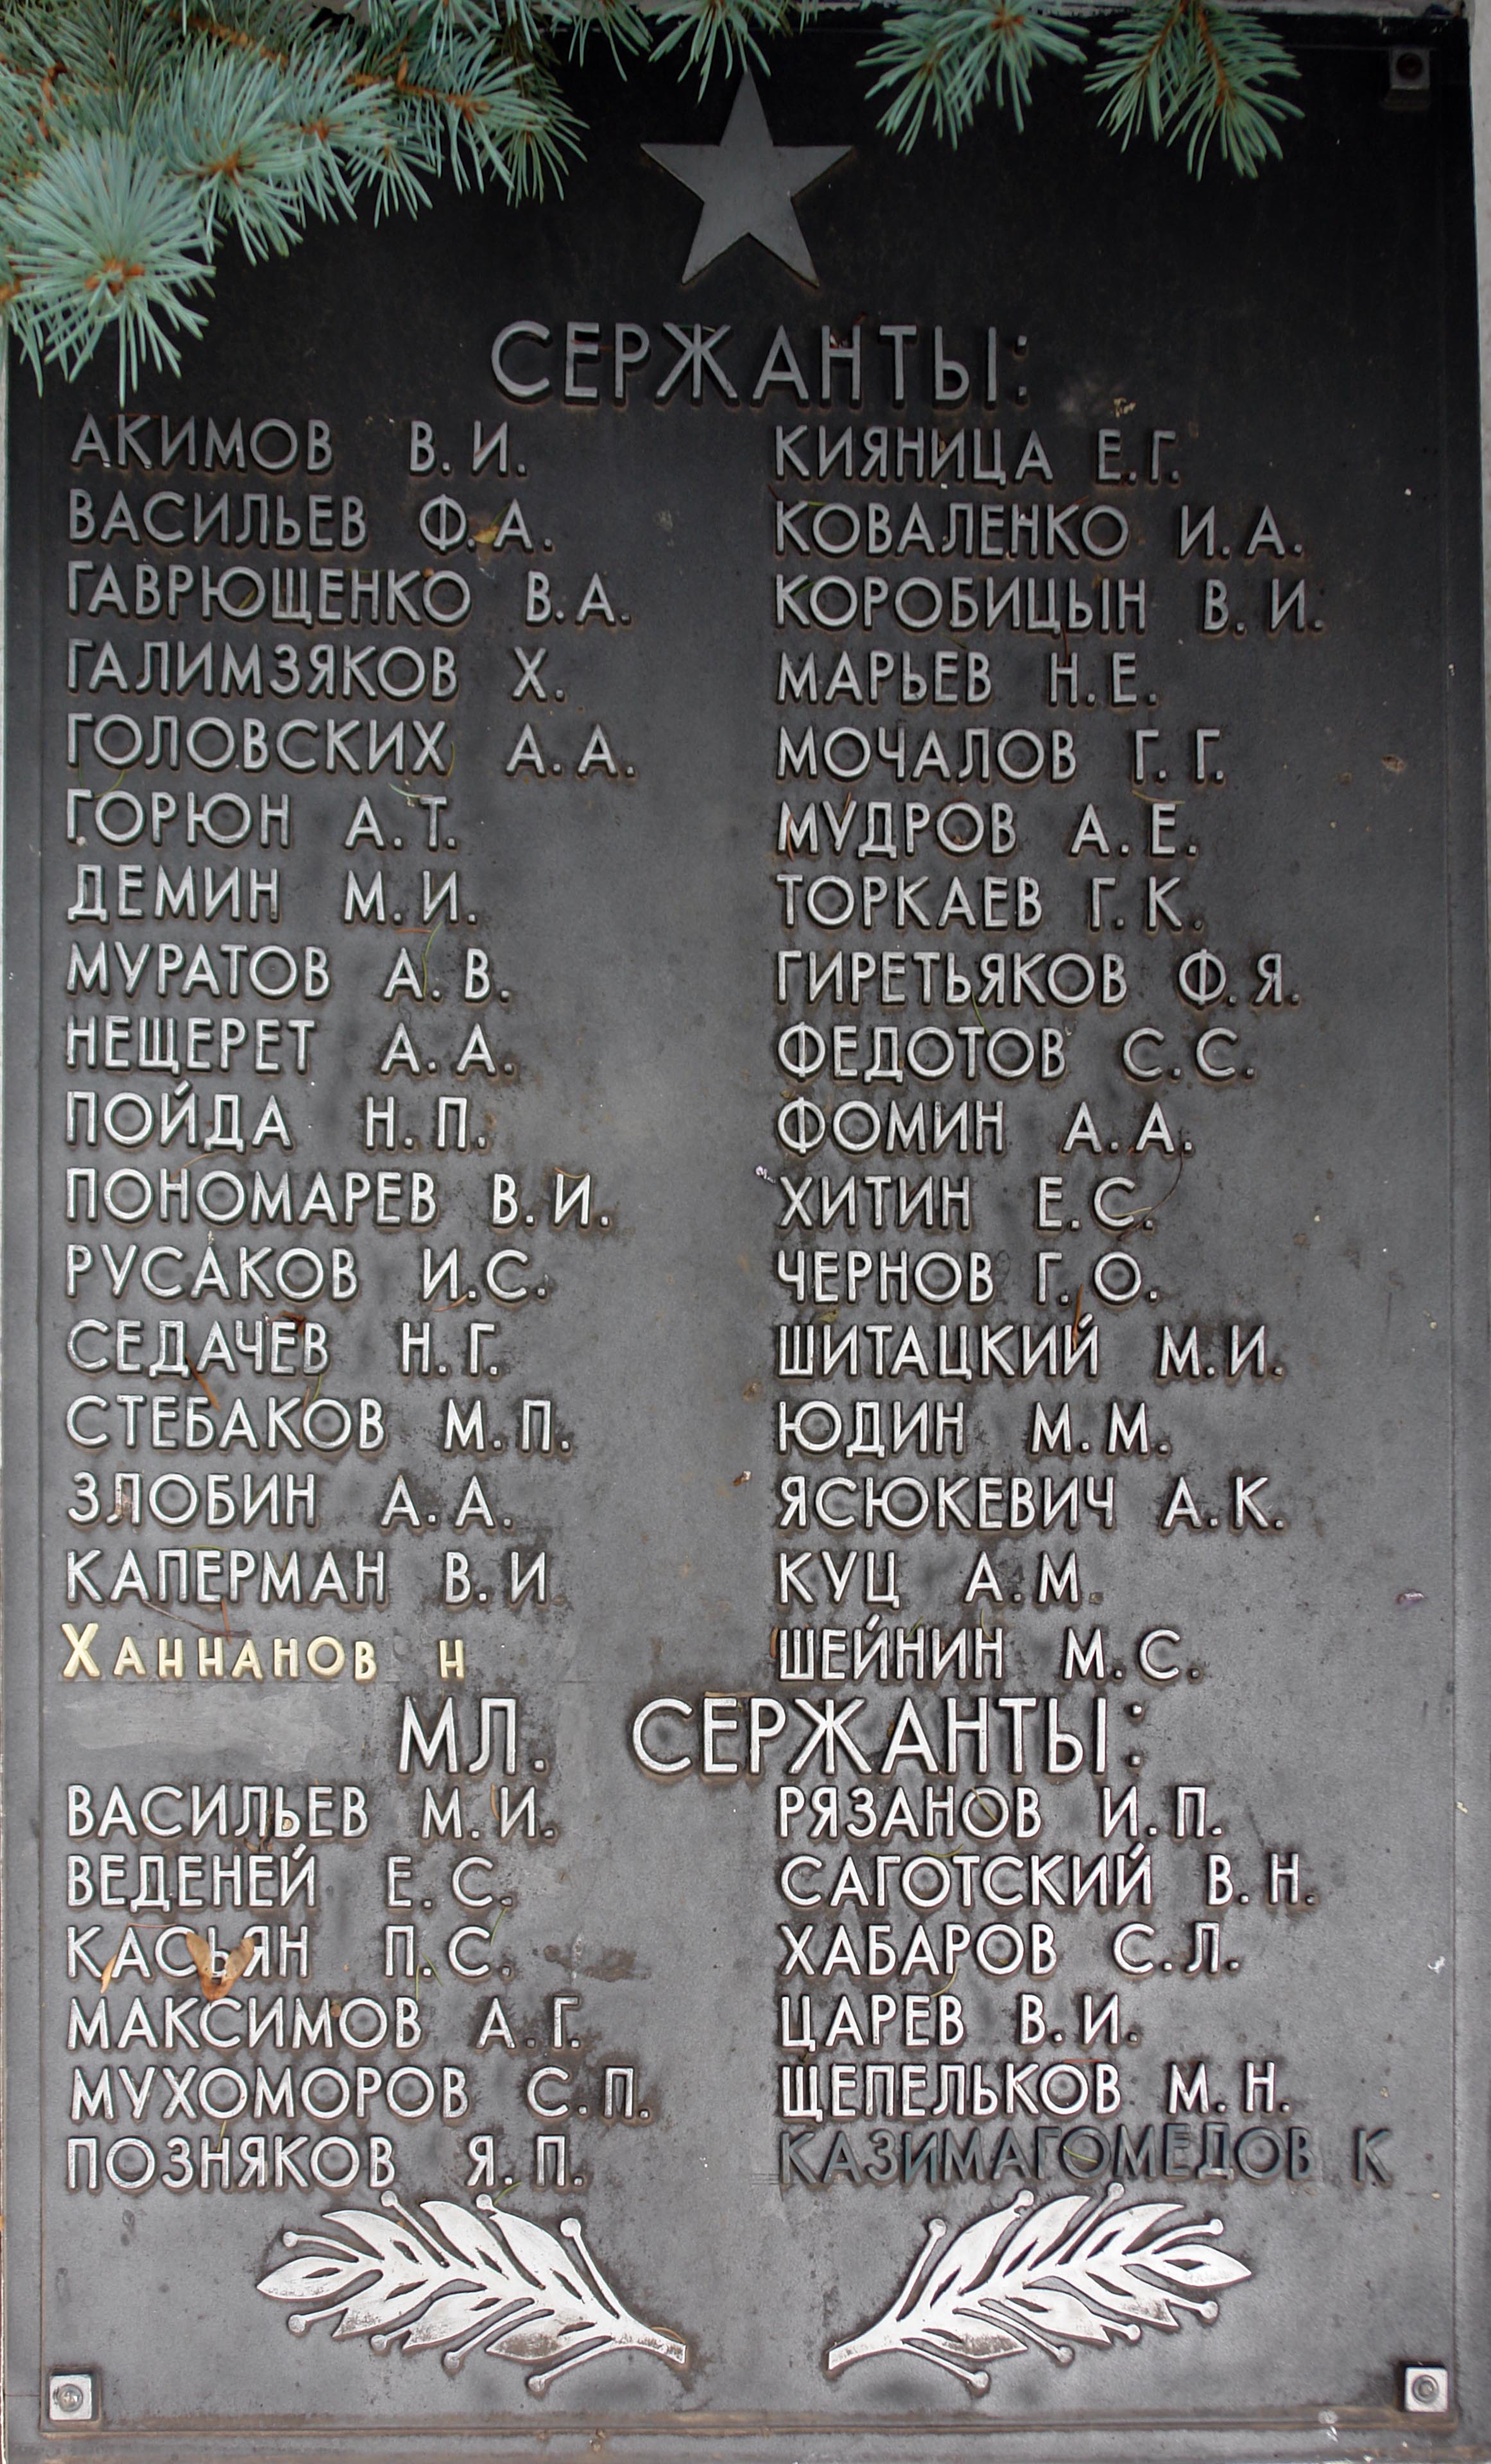 СЕРЖАНТЫ:
АКИМОВ В.И.
ВАСИЛЬЕВ Ф.А.
ГАВРЮЩЕНКО В.А.
ГАЛИМЗЯКОВ Х.
ГОЛОВСКИХ А.А.
ГОРЮН А.Т.
ДЕМИН М.И.
МУРАТОВ А.В.
НЕЩЕРЕТ А.А.
ПОЙДА Н.П.
ПОНОМАРЕВ В.И.
РУСАКОВ И.С.
СЕДАЧЕВ Н.Г.
СТЕБАКОВ М.П.
ЗЛОБИН А.А.
КАПЕРМАН В.И
ХАННАНОВ Н
КИЯНИЦА Е.Г.
КОВАЛЕНКО И.А.
КОРОБИЦЫН В.И.
МАРЬЕВ Н.Е.
МОЧАЛОВ Г.Г.
МУДРОВ А.Е.
ТОРКАЕВ Г.К.
ГИРЕТЬЯКОВ Ф.Я.
ФЕДОТОВ С.С.
ФОМИН А.А.
ХИТИН Е.С.
ЧЕРНОВ Г.О.
ШИТАЦКИЙ М.И.
ЮДИН М.М.
ЯСЮКЕВИЧ А.К.
КУЦ А.М.
ШЕЙНИН М.С.
МЛ. СЕРЖАНТЫ:
ВАСИЛЬЕВ М.И.
ВЕДЕНЕЙ Е.С.
КАСЬЯН П.С.
МАКСИМОВ А.Г.
МУХОМОРОВ С.П.
ПОЗНЯКОВ Я.П.
РЯЗАНОВ И.П.
САГОТСКИЙ В.Н.
ХАБАРОВ С.Л.
ЦАРЕВ В.И.
ЩЕПЕЛЬКОВ М.Н.
КАЗИМАГОМЕДОВ К